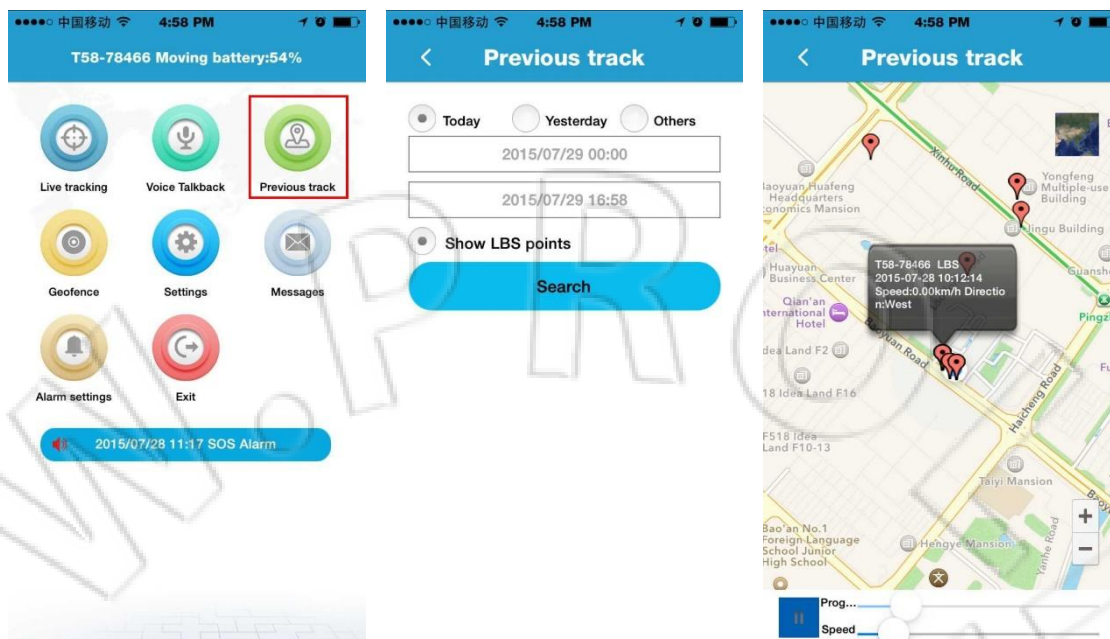 中国移动 4:58 PM
T58-78466 Moving battery:54%
Live tracking Voice Talkback Previous track
Geofence Settings Messages
Alarm settings Exit
2015/07/28 11:17 SOS Alarm
中国移动 4:58 PM
Previous track
Today Yesterday Others
2015/07/29 00:00
2015/07/29 16:58
Show LBS points
Search
中国移动 4:58 PM
Previous track
Xinhu Road
Baoyuan Huafeng
Headquarters
Economics Mansion
Yongfeng
Multiple-use
Building
Jingu Building
Huayuan
Business Center
T58-78466 LBS
2015-07-28 10:12:14
Speed:0.00km/h Directio
n:West
Qian'an
International
Hotel
Baoyuan Road
Idea Land F2
18 Idea Land F16
Haicheng Road
F518 Idea
Land F10-13
Taiyi Mansion
Bao'an No.1
Foreign Language
School Junior
High School
Hengye Mansion
Yanhe Road
文
+
−
Prog...
Speed
W.PRO